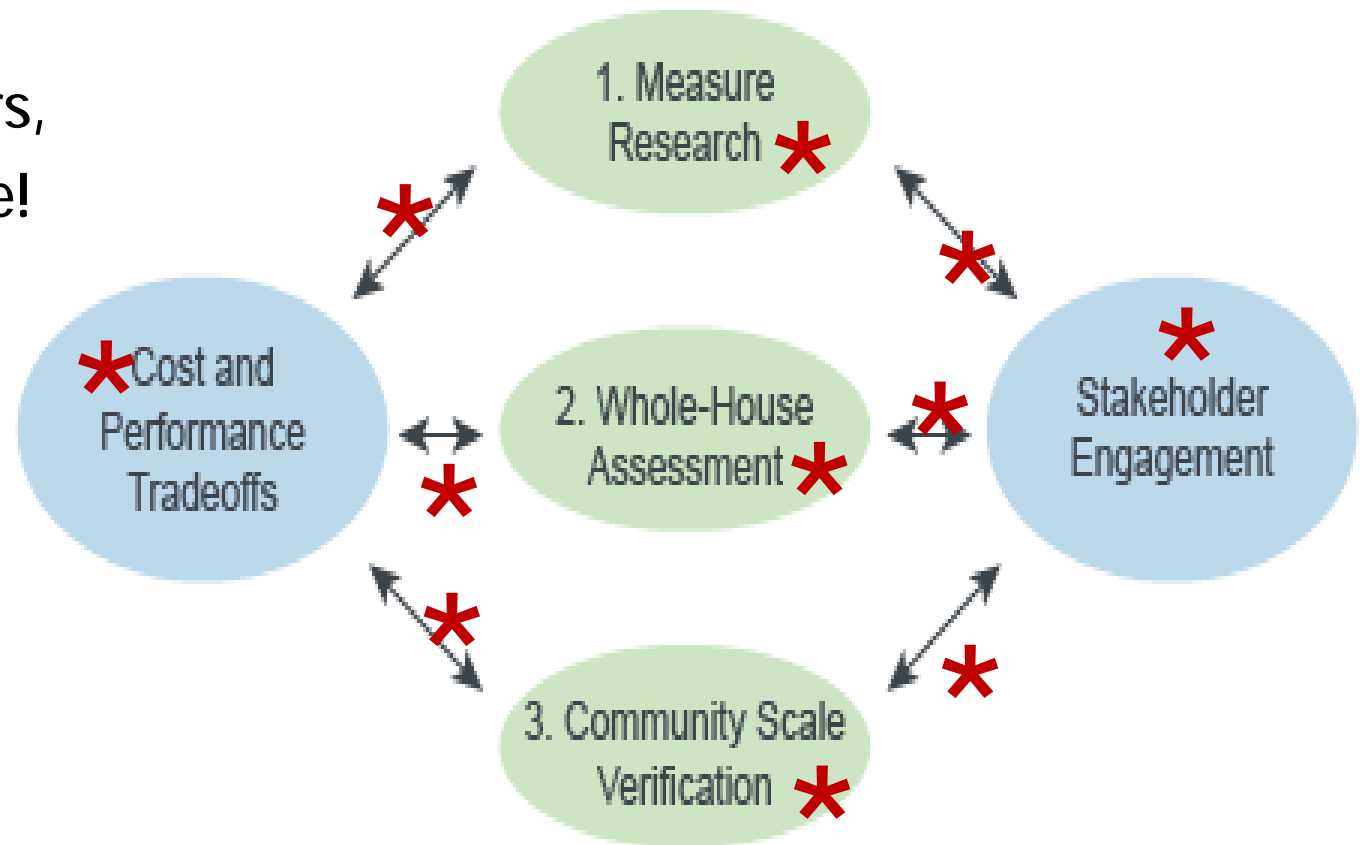 1. Measure
Research *
*
*
*Cost and
Performance
Tradeoffs
*
2. Whole-House
Assessment *
*
*
Stakeholder
Engagement
*
*
3. Community Scale
Verification *